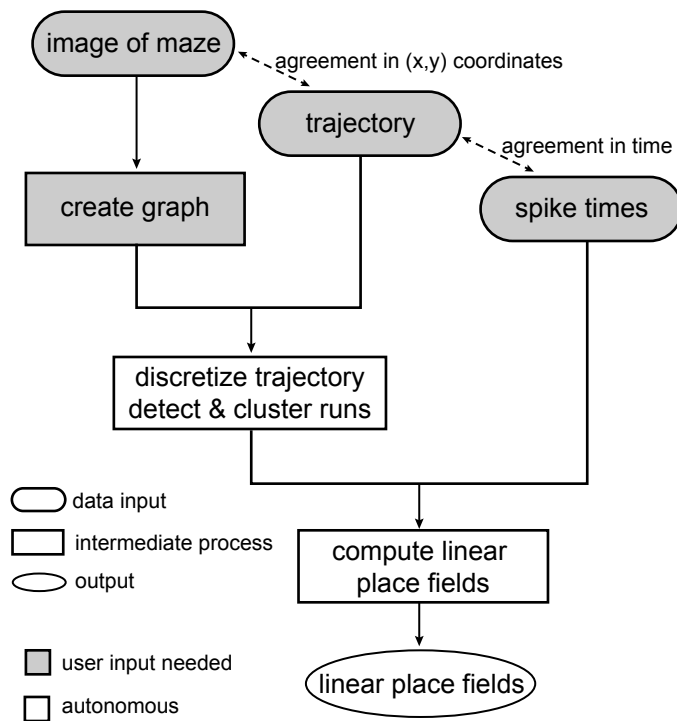 image of maze
agreement in (x,y) coordinates
trajectory
agreement in time
create graph
spike times
discretize trajectory
detect & cluster runs
data input
intermediate process
output
compute linear
place fields
user input needed
autonomous
linear place fields